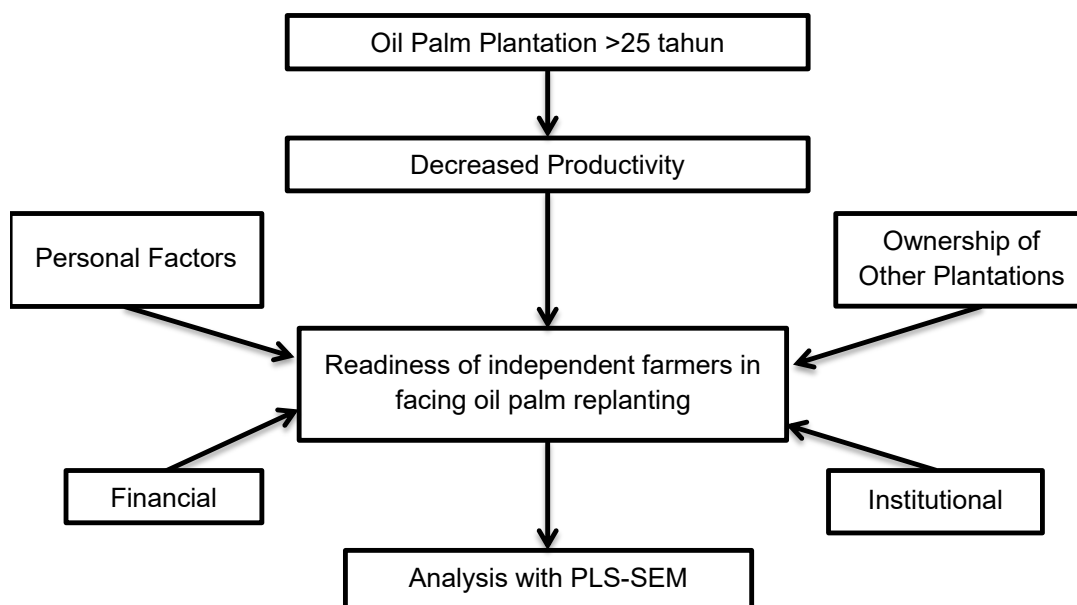 Oil Palm Plantation >25 tahun
Decreased Productivity
Personal Factors
Ownership of
Other Plantations
Readiness of independent farmers in
facing oil palm replanting
Financial
Institutional
Analysis with PLS-SEM